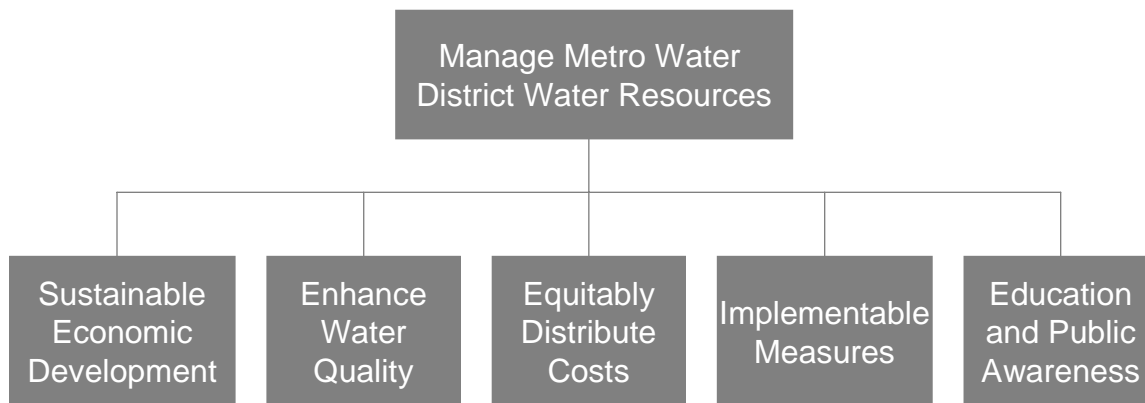 Manage Metro Water
District Water Resources
Sustainable
Economic
Development
Enhance
Water
Quality
Equitably
Distribute
Costs
Implementable
Measures
Education
and Public
Awareness